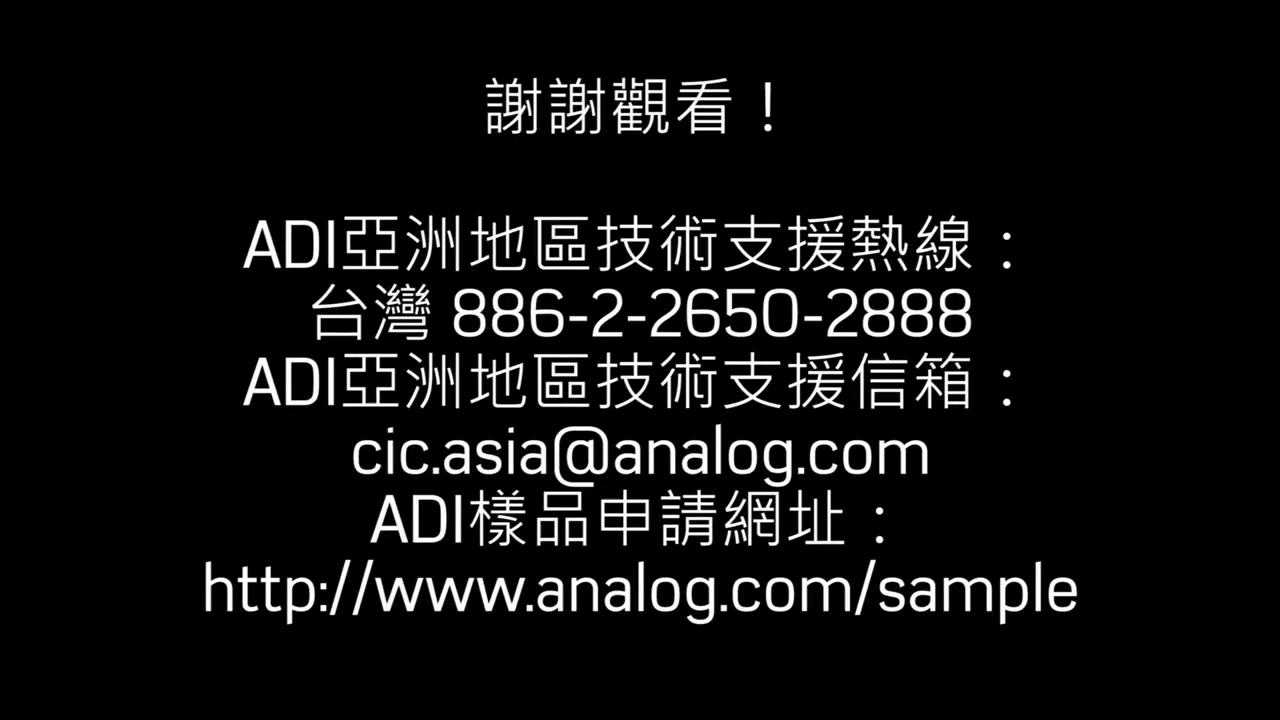 謝謝觀看！
ADI亞洲地區技術支援熱線：
台灣 886-2-2650-2888
ADI亞洲地區技術支援信箱：
cic.asia@analog.com
ADI樣品申請網址：
http://www.analog.com/sample